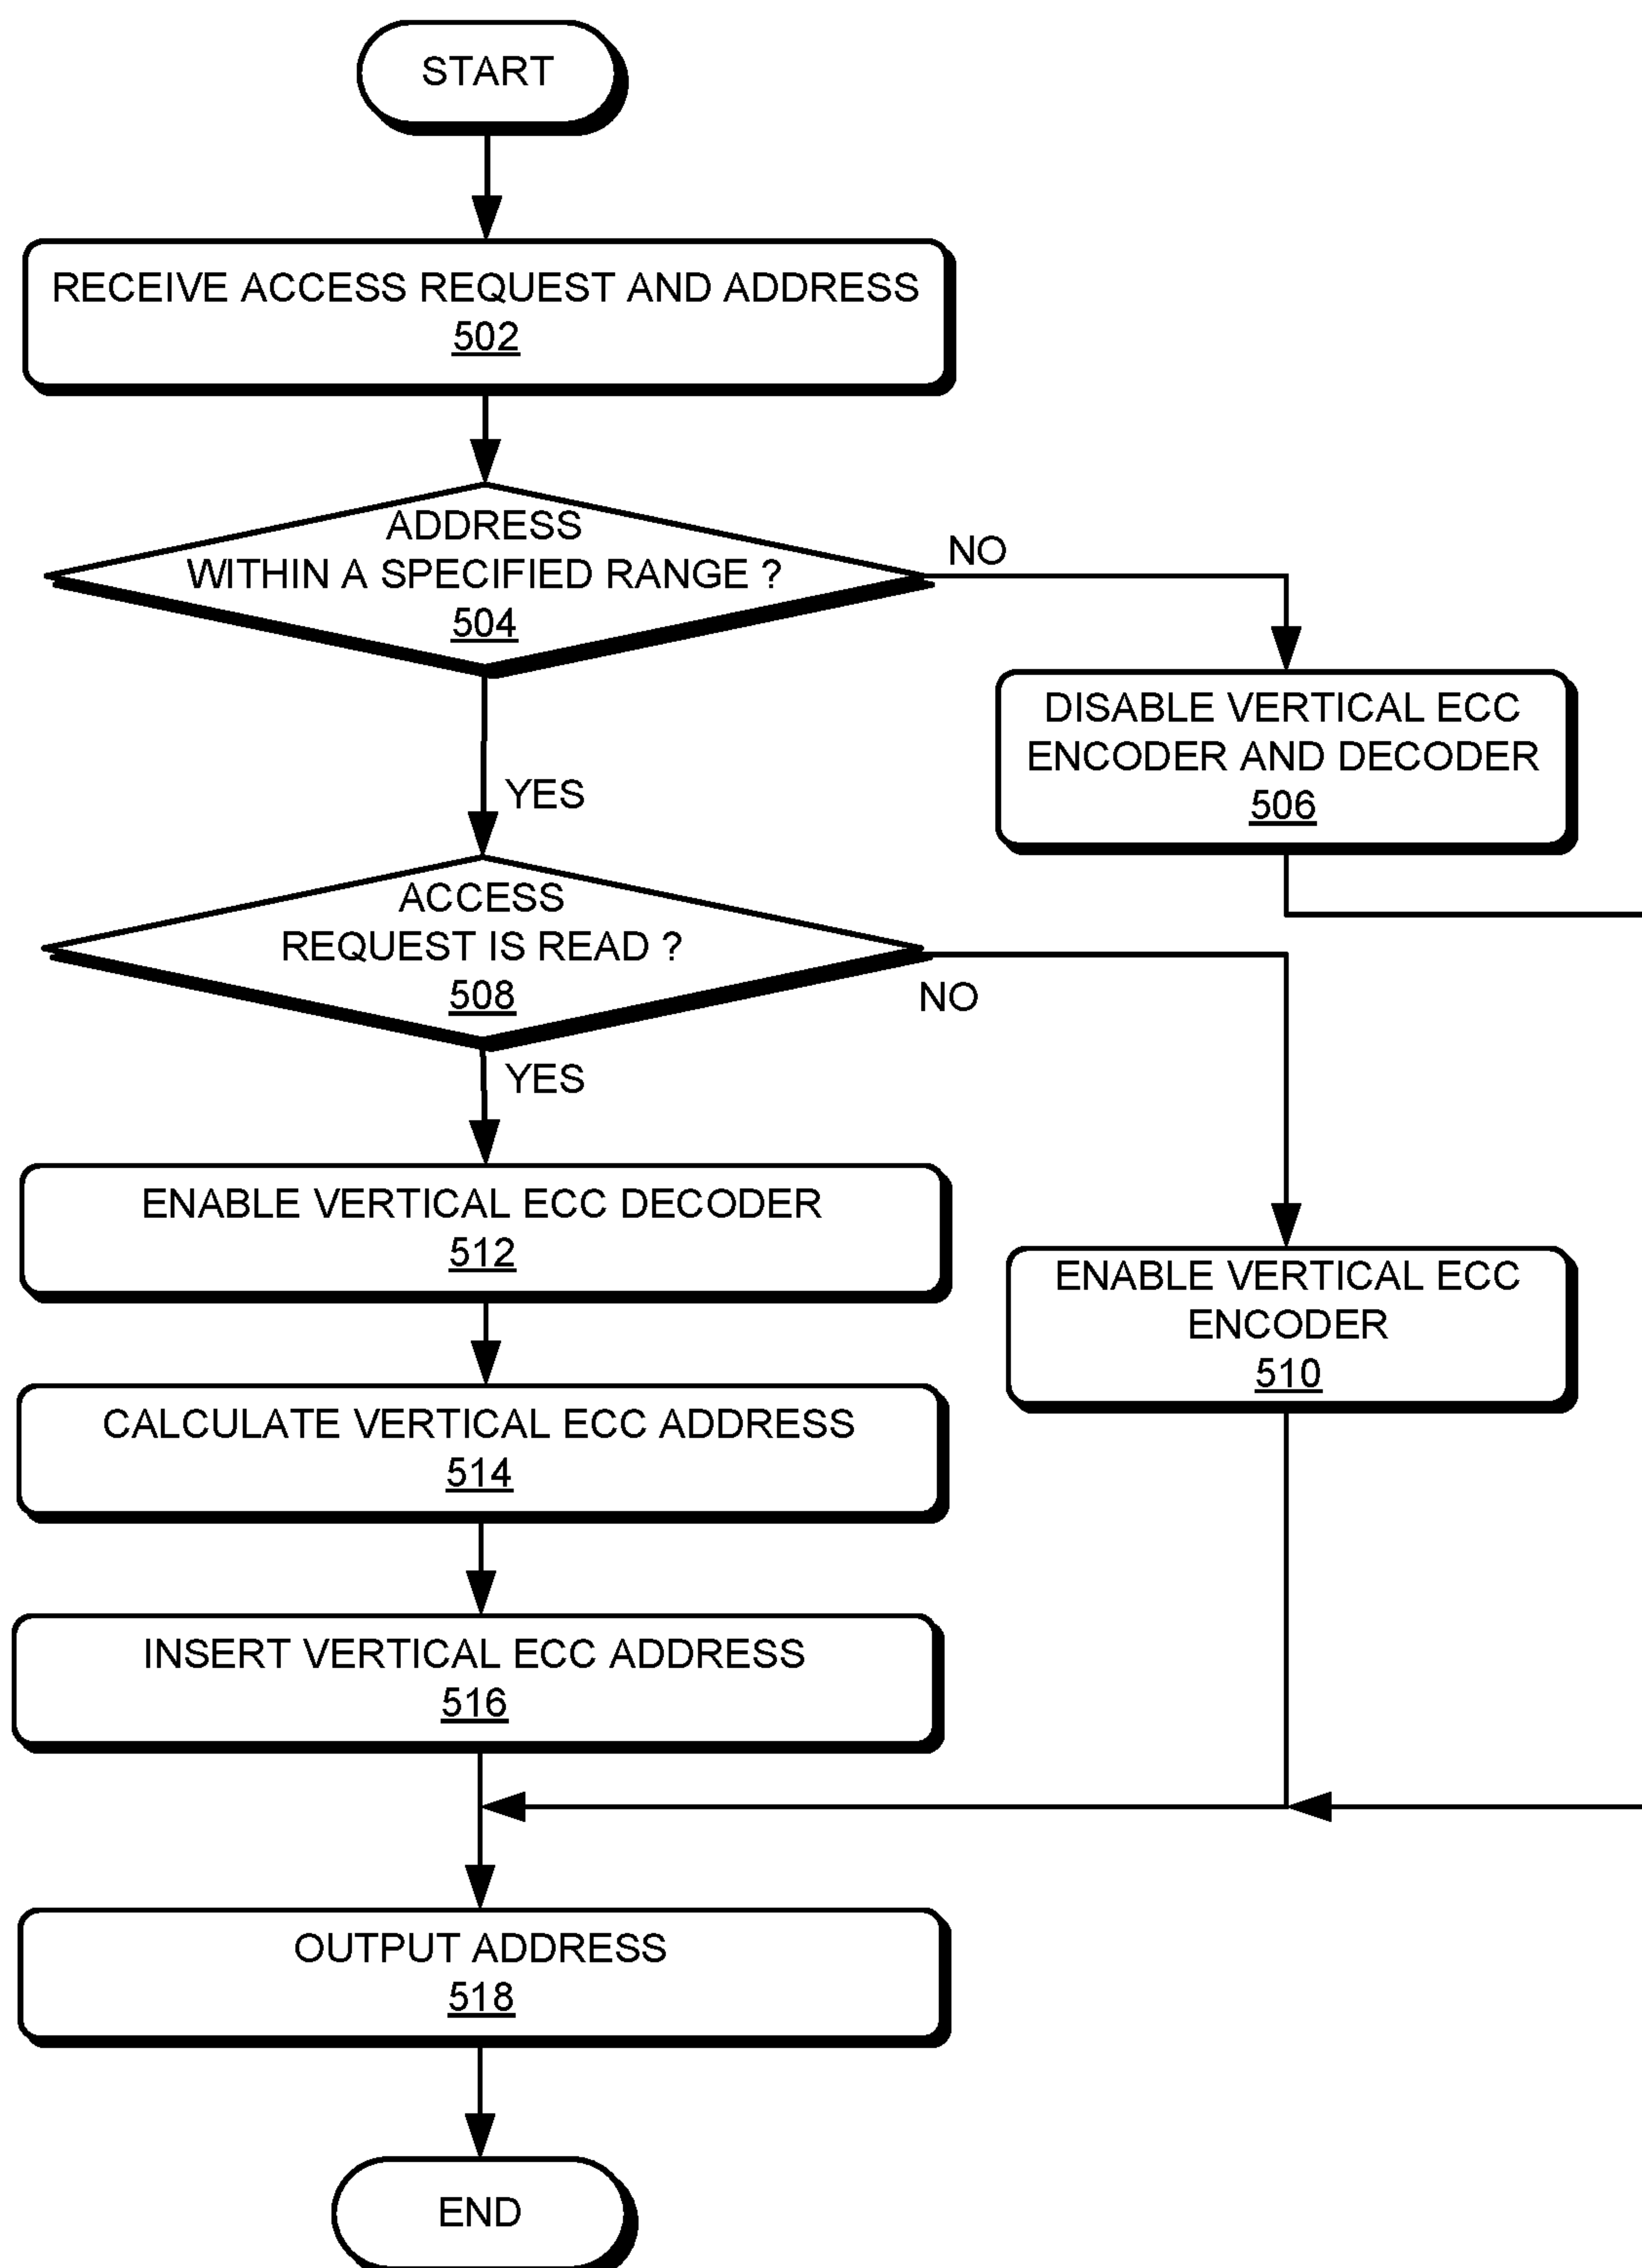 START
RECEIVE ACCESS REQUEST AND ADDRESS
502
ADDRESS
WITHIN A SPECIFIED RANGE ?
504
NO
DISABLE VERTICAL ECC
ENCODER AND DECODER
506
YES
ACCESS
REQUEST IS READ ?
508
NO
YES
ENABLE VERTICAL ECC DECODER
512
ENABLE VERTICAL ECC
ENCODER
510
CALCULATE VERTICAL ECC ADDRESS
514
INSERT VERTICAL ECC ADDRESS
516
OUTPUT ADDRESS
518
END